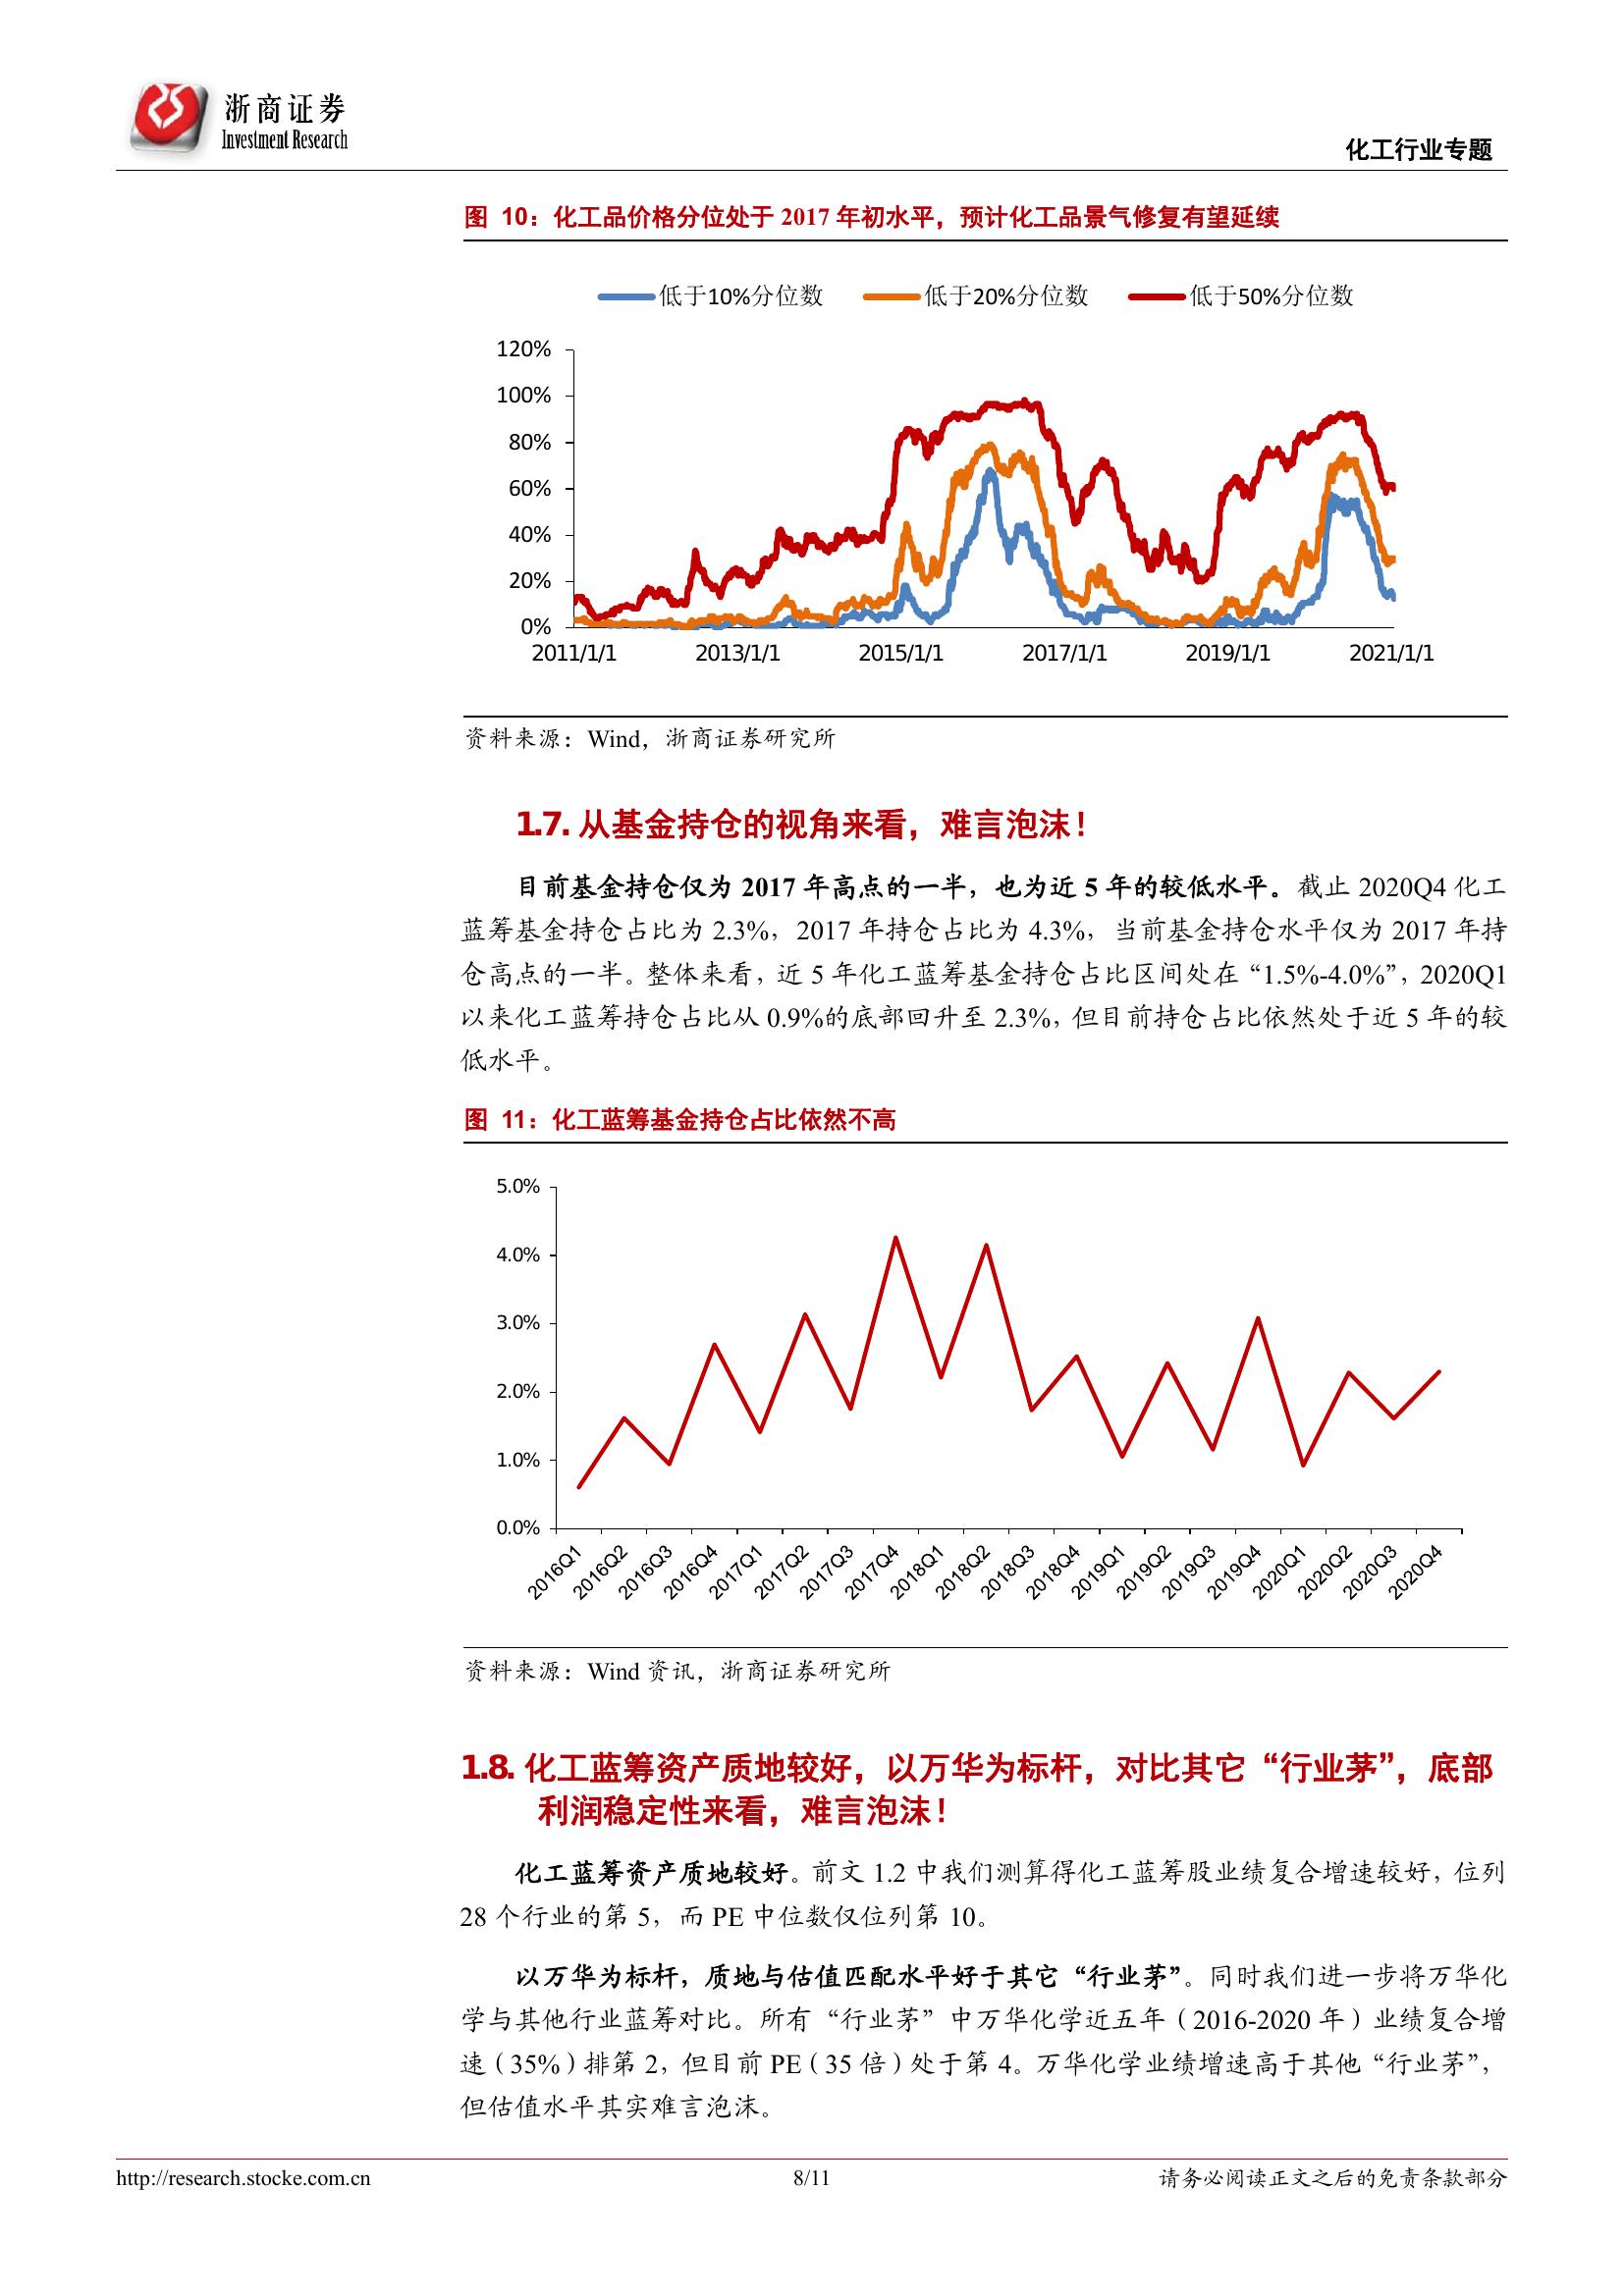 浙商证券
Investment Research
化工行业专题
图 10：化工品价格分位处于 2017 年初水平，预计化工品景气修复有望延续
低于10%分位数 低于20%分位数 低于50%分位数
120%
100%
80%
60%
40%
20%
0%
2011/1/1 2013/1/1 2015/1/1 2017/1/1 2019/1/1 2021/1/1
资料来源：Wind，浙商证券研究所
1.7. 从基金持仓的视角来看，难言泡沫！
目前基金持仓仅为 2017 年高点的一半，也为近 5 年的较低水平。截止 2020Q4 化工
蓝筹基金持仓占比为 2.3%，2017 年持仓占比为 4.3%，当前基金持仓水平仅为 2017 年持
仓高点的一半。整体来看，近 5 年化工蓝筹基金持仓占比区间处在“1.5%-4.0%”，2020Q1
以来化工蓝筹持仓占比从 0.9%的底部回升至 2.3%，但目前持仓占比依然处于近 5 年的较
低水平。
图 11：化工蓝筹基金持仓占比依然不高
5.0%
4.0%
3.0%
2.0%
1.0%
0.0%
2016Q1 2016Q2 2016Q3 2016Q4 2017Q1 2017Q2 2017Q3 2017Q4 2018Q1 2018Q2 2018Q3 2018Q4 2019Q1 2019Q2 2019Q3 2019Q4 2020Q1 2020Q2 2020Q3 2020Q4
资料来源：Wind 资讯，浙商证券研究所
1.8. 化工蓝筹资产质地较好，以万华为标杆，对比其它“行业茅”，底部
利润稳定性来看，难言泡沫！
化工蓝筹资产质地较好。前文 1.2 中我们测算得化工蓝筹股业绩复合增速较好，位列
28 个行业的第 5，而 PE 中位数仅位列第 10。
以万华为标杆，质地与估值匹配水平好于其它“行业茅”。同时我们进一步将万华化
学与其他行业蓝筹对比。所有“行业茅”中万华化学近五年（2016-2020 年）业绩复合增
速（35%）排第 2，但目前 PE（35 倍）处于第 4。万华化学业绩增速高于其他“行业茅”，
但估值水平其实难言泡沫。
http://research.stocke.com.cn 8/11 请务必阅读正文之后的免责条款部分